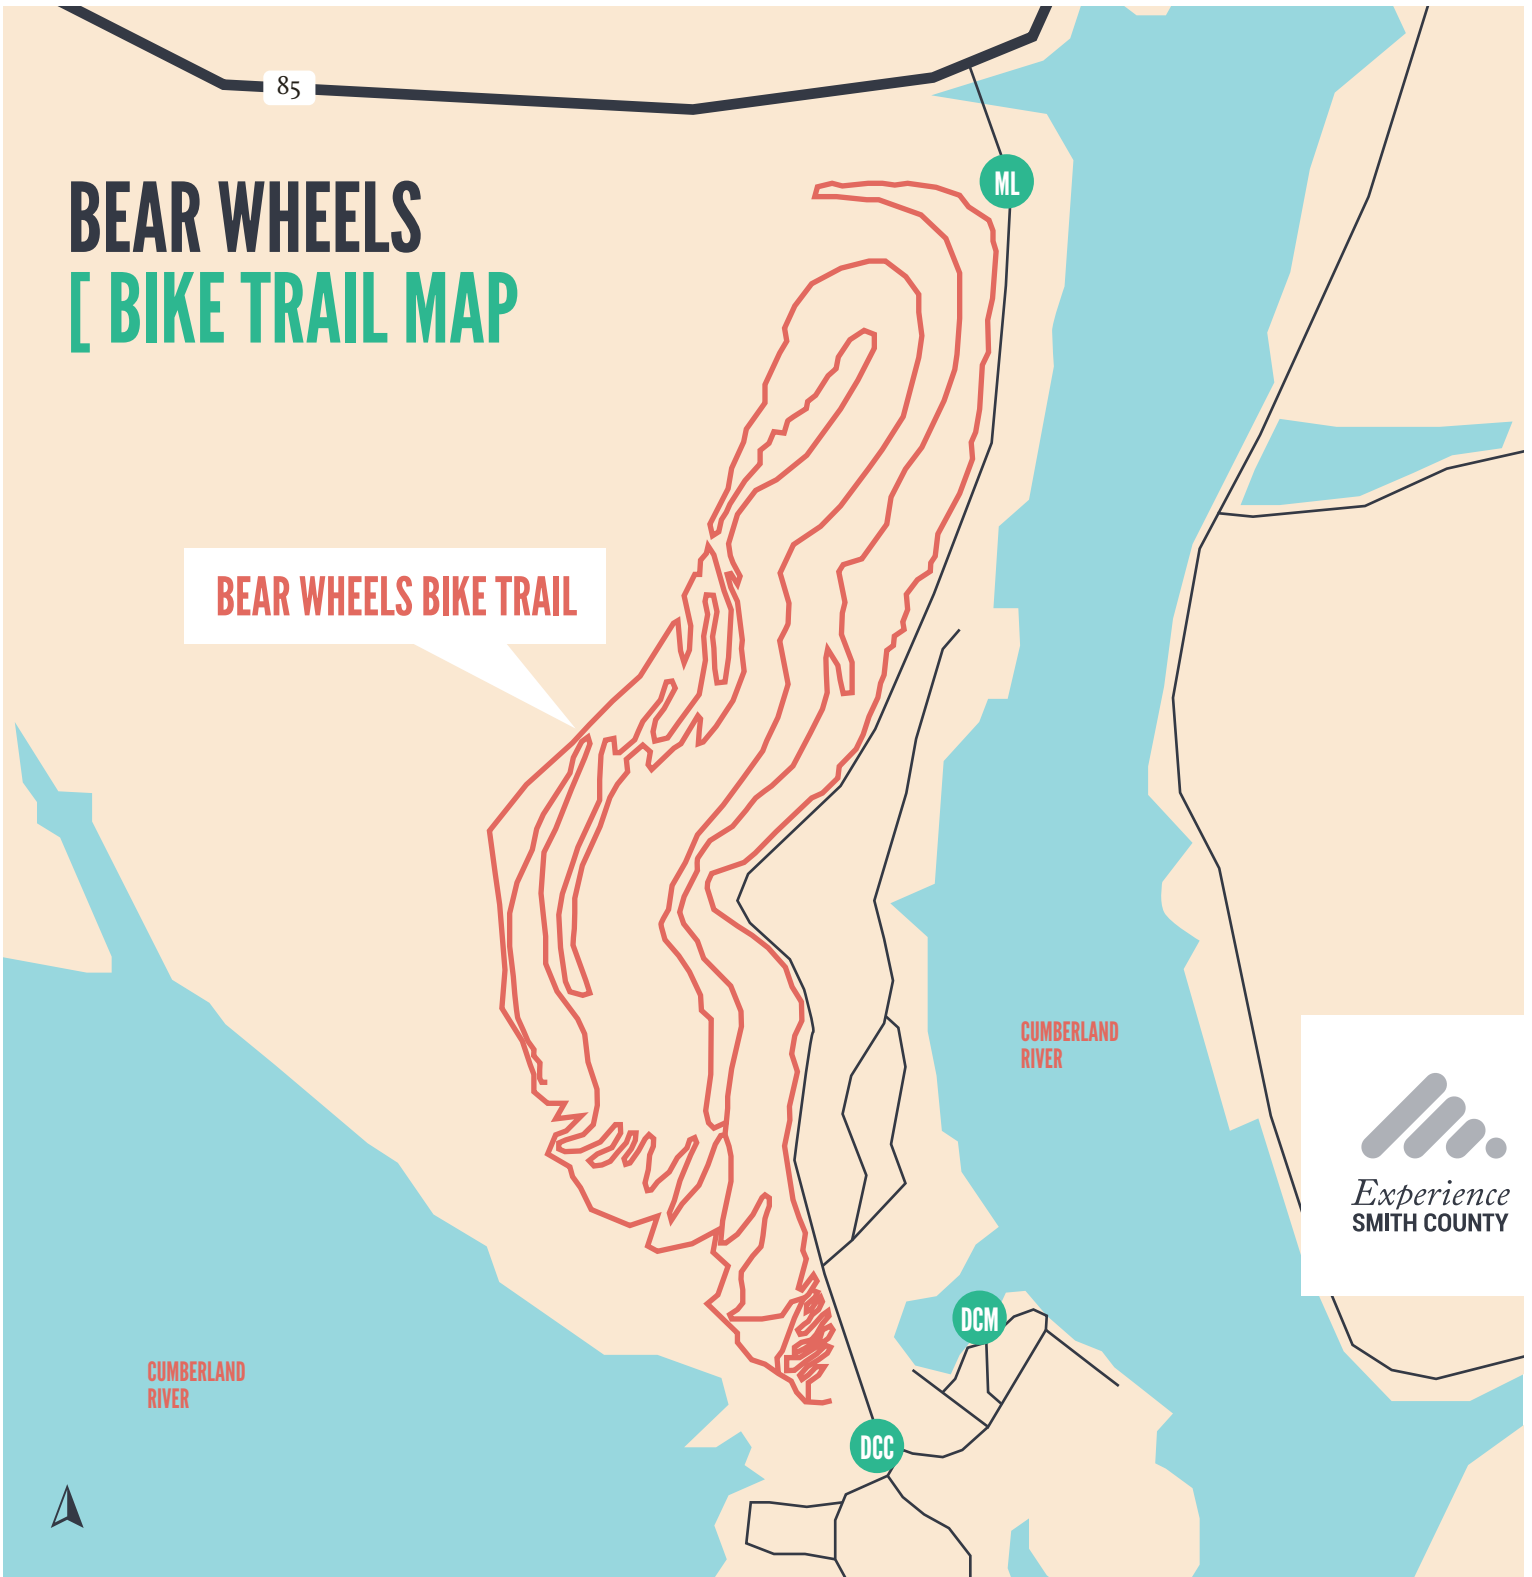 85
ML
BEAR WHEELS
[ BIKE TRAIL MAP
BEAR WHEELS BIKE TRAIL
CUMBERLAND
RIVER
Experience
SMITH COUNTY
DCM
CUMBERLAND
RIVER
DCC